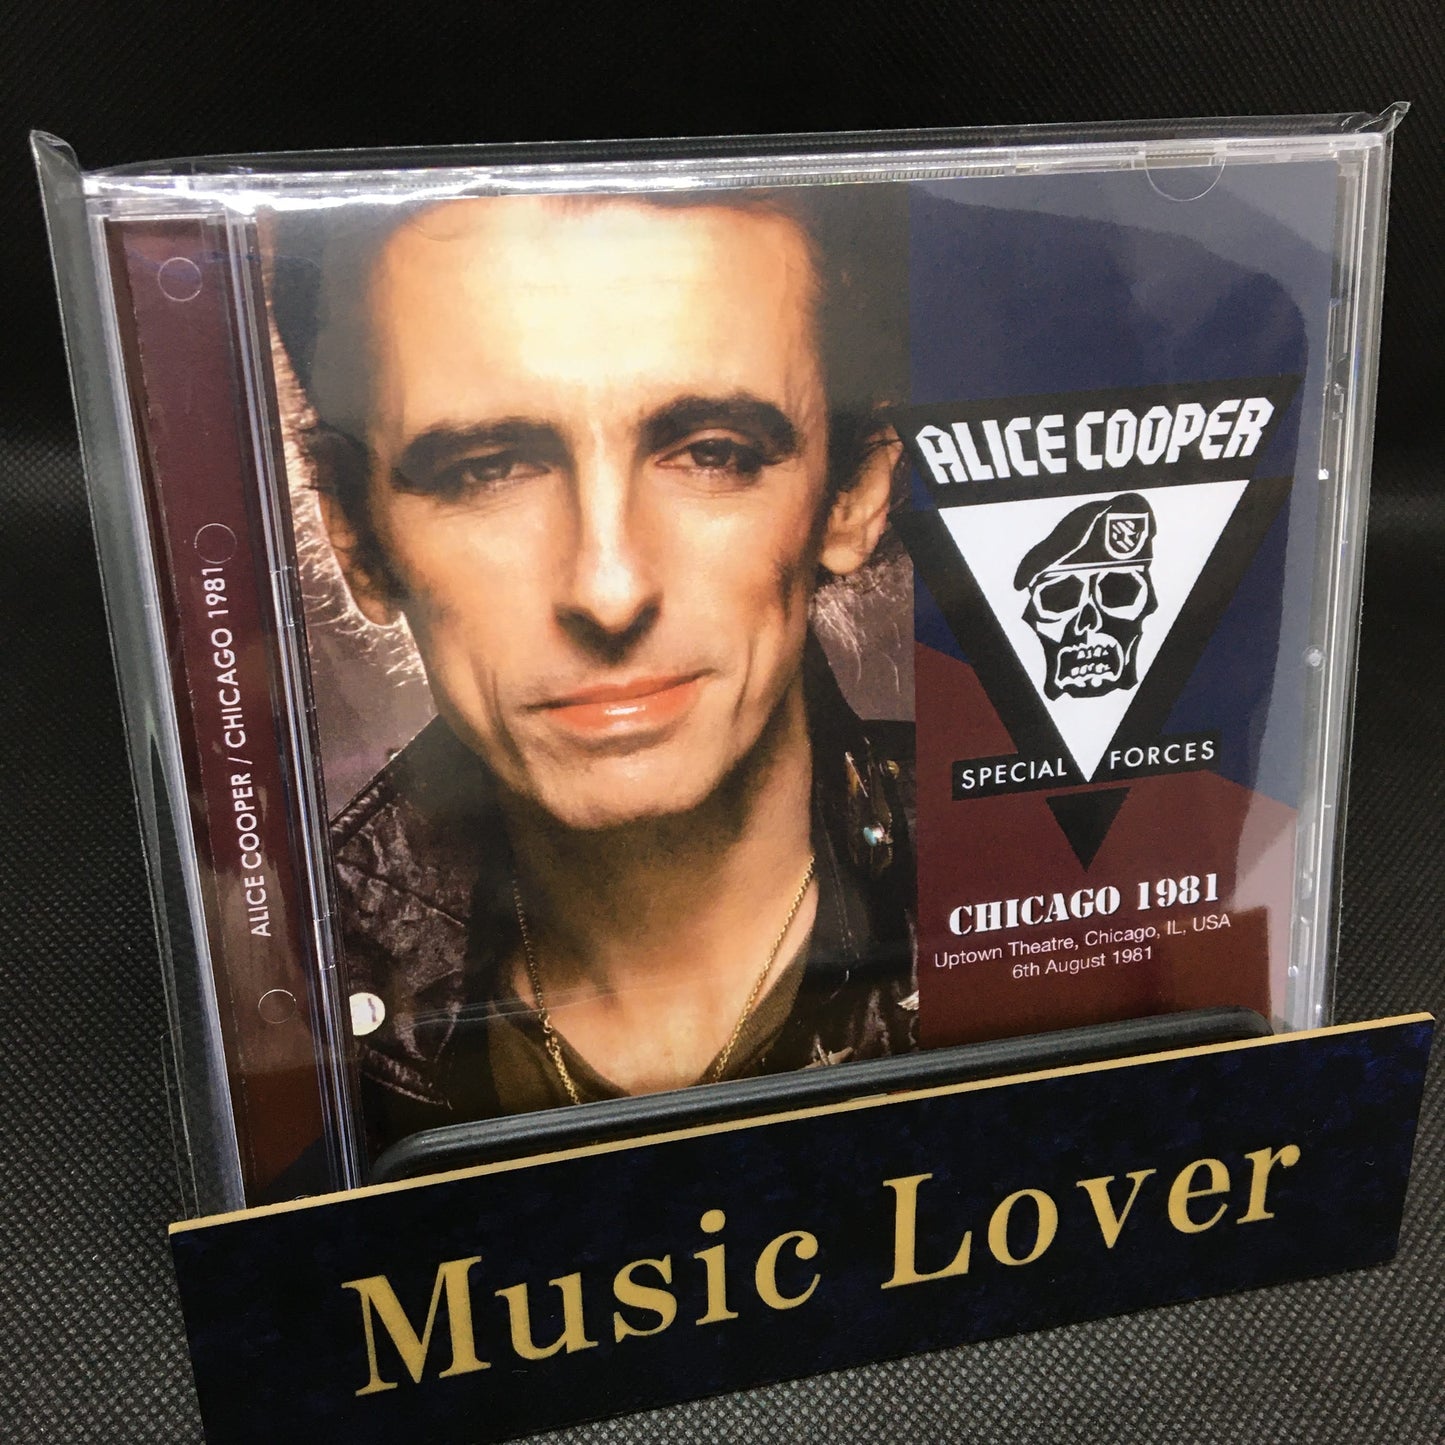 ALICE COOPER / CHICAGO 1981
ALICE COOPER
SPECIAL FORCES
CHICAGO 1981
Uptown Theatre, Chicago, IL, USA
6th August 1981
Music Lover